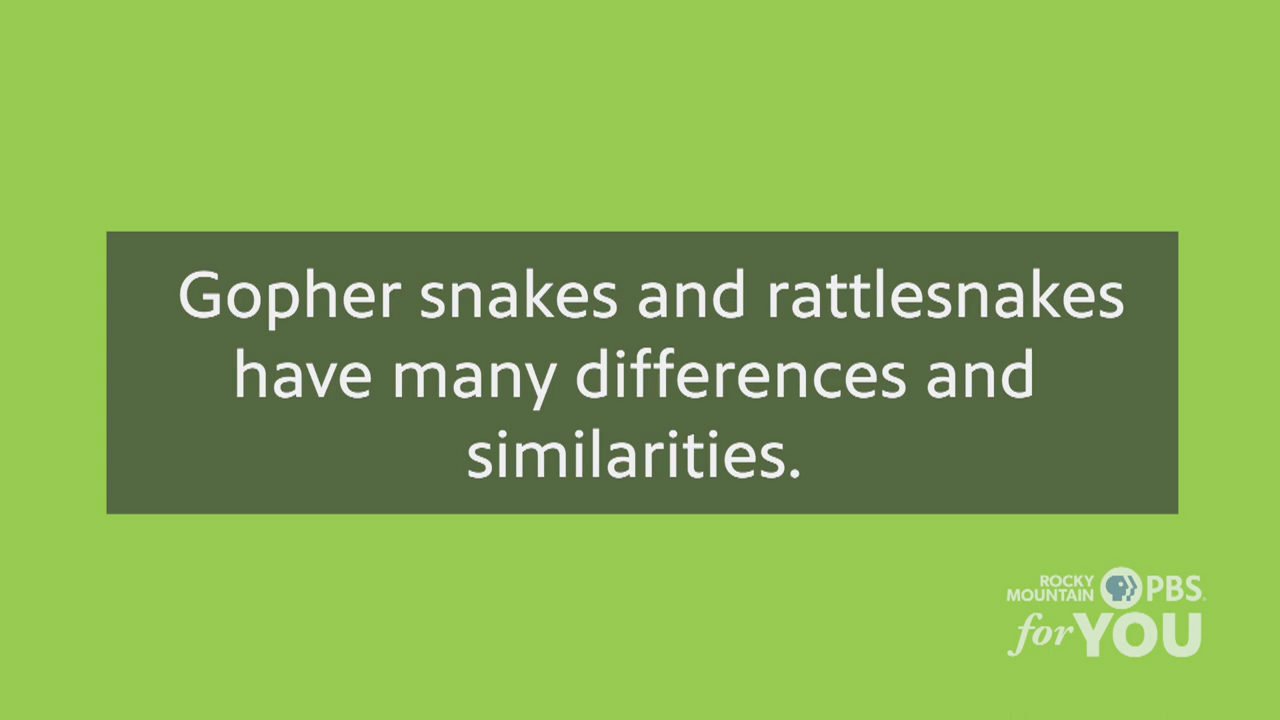 Gopher snakes and rattlesnakes
have many differences and
similarities.
ROCKY
MOUNTAIN PBS
for YOU